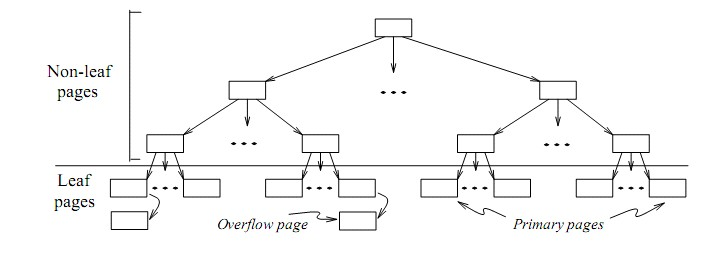 Non-leaf
pages
Leaf
pages
Overflow page
Primary pages